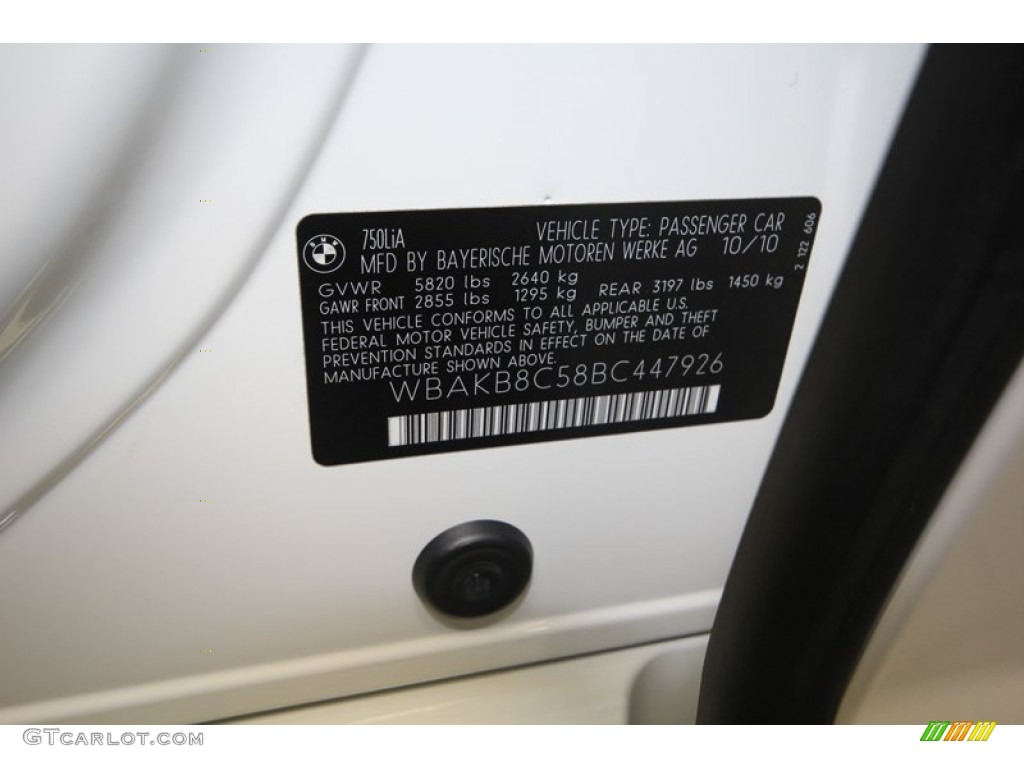 BMW
750LiA VEHICLE TYPE: PASSENGER CAR
MFD BY BAYERISCHE MOTOREN WERKE AG 10/10
GVWR 5820 lbs 2640 kg
GAWR FRONT 2855 lbs 1295 kg REAR 3197 lbs 1450 kg
THIS VEHICLE CONFORMS TO ALL APPLICABLE U.S.
FEDERAL MOTOR VEHICLE SAFETY, BUMPER AND THEFT
PREVENTION STANDARDS IN EFFECT ON THE DATE OF
MANUFACTURE SHOWN ABOVE.
WBAKB8C58BC447926
2 122 606
GTCarLot.com